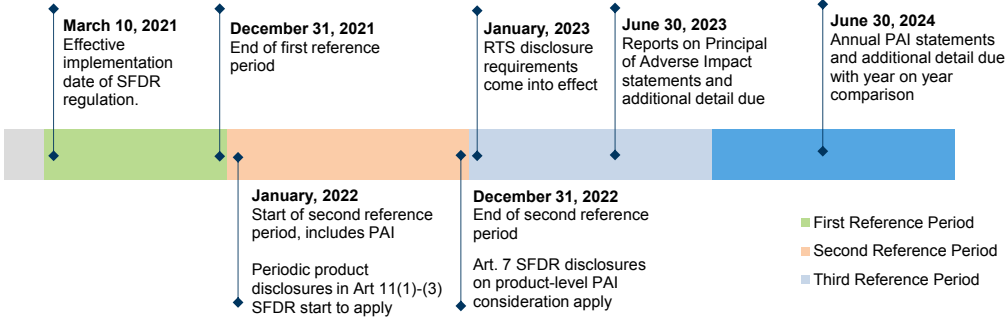 March 10, 2021
Effective
implementation
date of SFDR
regulation.
December 31, 2021
End of first reference
period
January, 2023
RTS disclosure
requirements
come into effect
June 30, 2023
Reports on Principal
of Adverse Impact
statements and
additional detail due
June 30, 2024
Annual PAI statements
and additional detail due
with year on year
comparison
January, 2022
Start of second reference
period, includes PAI
Periodic product
disclosures in Art 11(1)-(3)
SFDR start to apply
December 31, 2022
End of second reference
period
Art. 7 SFDR disclosures
on product-level PAI
consideration apply
First Reference Period
Second Reference Period
Third Reference Period